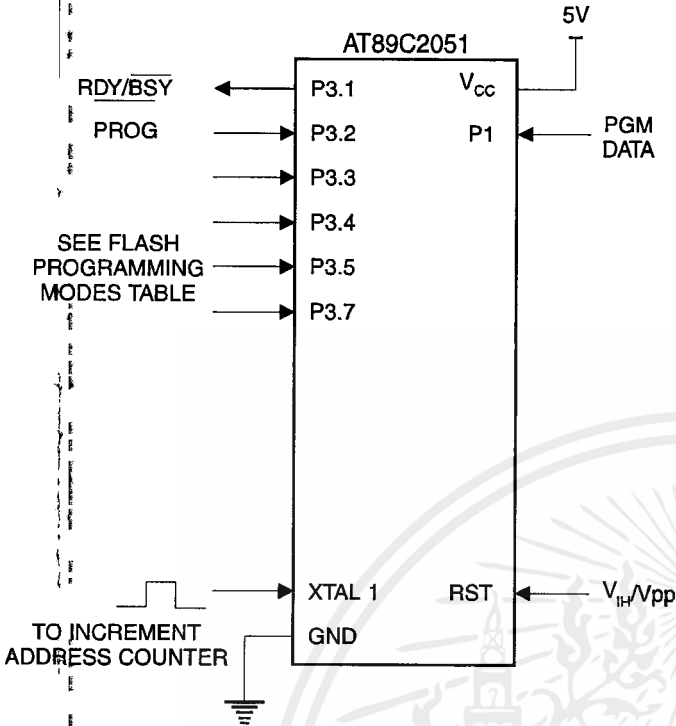 5V
AT89C2051
RDY/BSY
P3.1
VCC
PROG
P3.2
P1
PGM
DATA
P3.3
P3.4
SEE FLASH
PROGRAMMING
MODES TABLE
P3.5
P3.7
XTAL 1
RST
VIH/Vpp
TO INCREMENT
ADDRESS COUNTER
GND